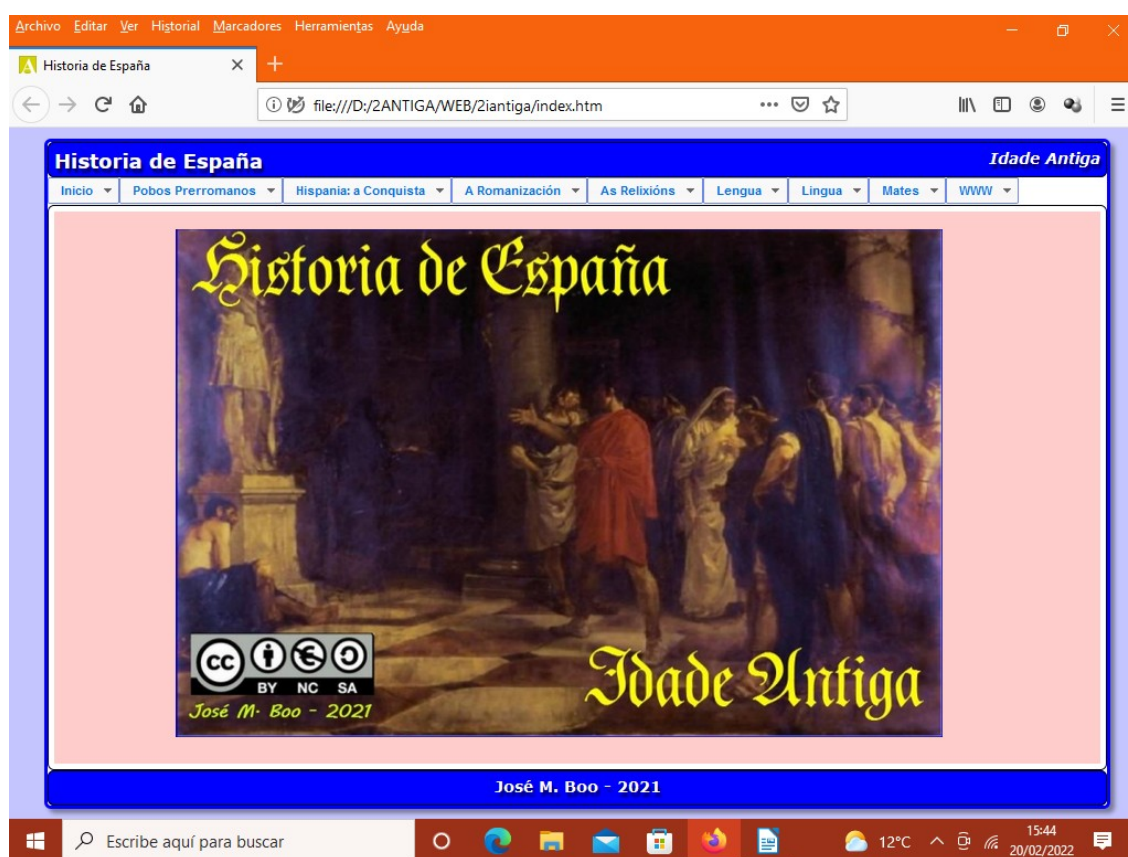 Archivo Editar Ver Historial Marcadores Herramientas Ayuda
Historia de España
file:///D:/2ANTIGA/WEB/2iantiga/index.htm
Historia de España
Idade Antiga
Inicio Pobos Prerromanos Hispania: a Conquista A Romanización As Relixións Lengua Lingua Mates WWW
Historia de España
cc
BY NC SA
José M. Boo - 2021
Idade Antiga
José M. Boo - 2021
Escribe aquí para buscar
12°C
15:44
20/02/2022